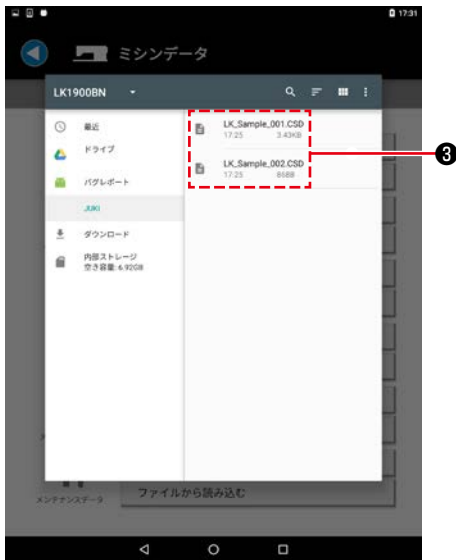 17:31
ミシンデータ
LK1900BN
最近
ドライブ
バグレポート
JUKI
ダウンロード
内部ストレージ
空き容量: 6.92GB
LK_Sample_001.CSD
17:25 3.43KB
LK_Sample_002.CSD
17:25 858B
❸
メンテナンスデータ
ファイルから読み込む